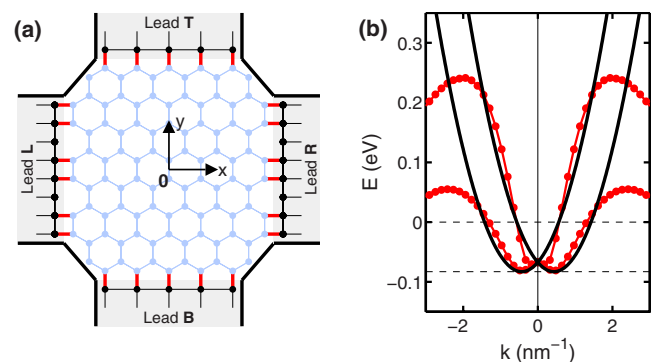 (a)
Lead T
Lead L
y
0
x
Lead R
Lead B
(b)
E (eV)
0.3
0.2
0.1
0
−0.1
−2 0 2
k (nm⁻¹)